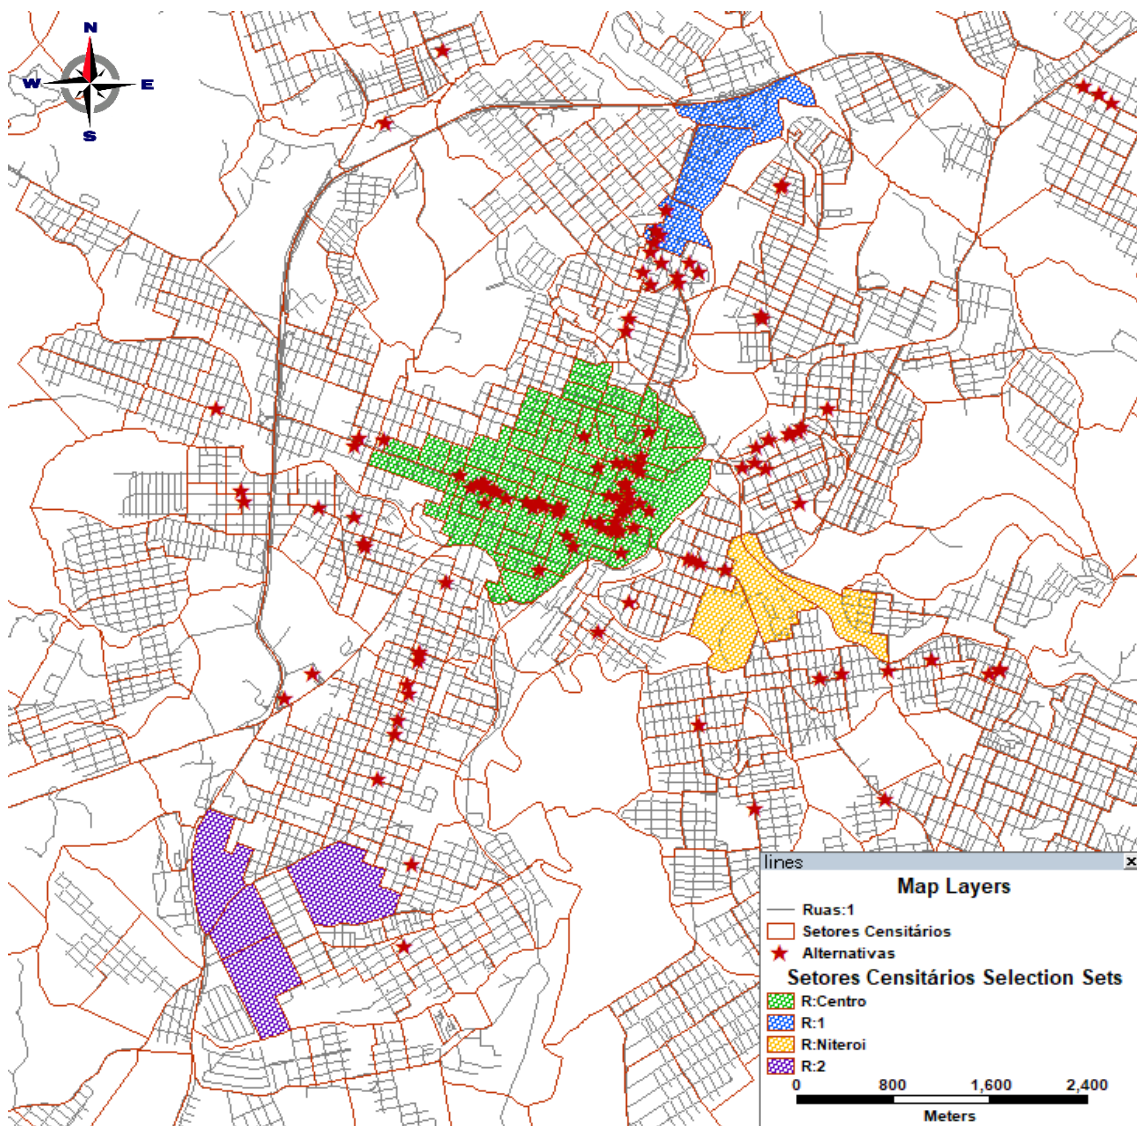 N
W E
S
lines x
Map Layers
Ruas:1
Setores Censitários
Alternativas
Setores Censitários Selection Sets
R:Centro
R:1
R:Niteroi
R:2
0 800 1,600 2,400
Meters